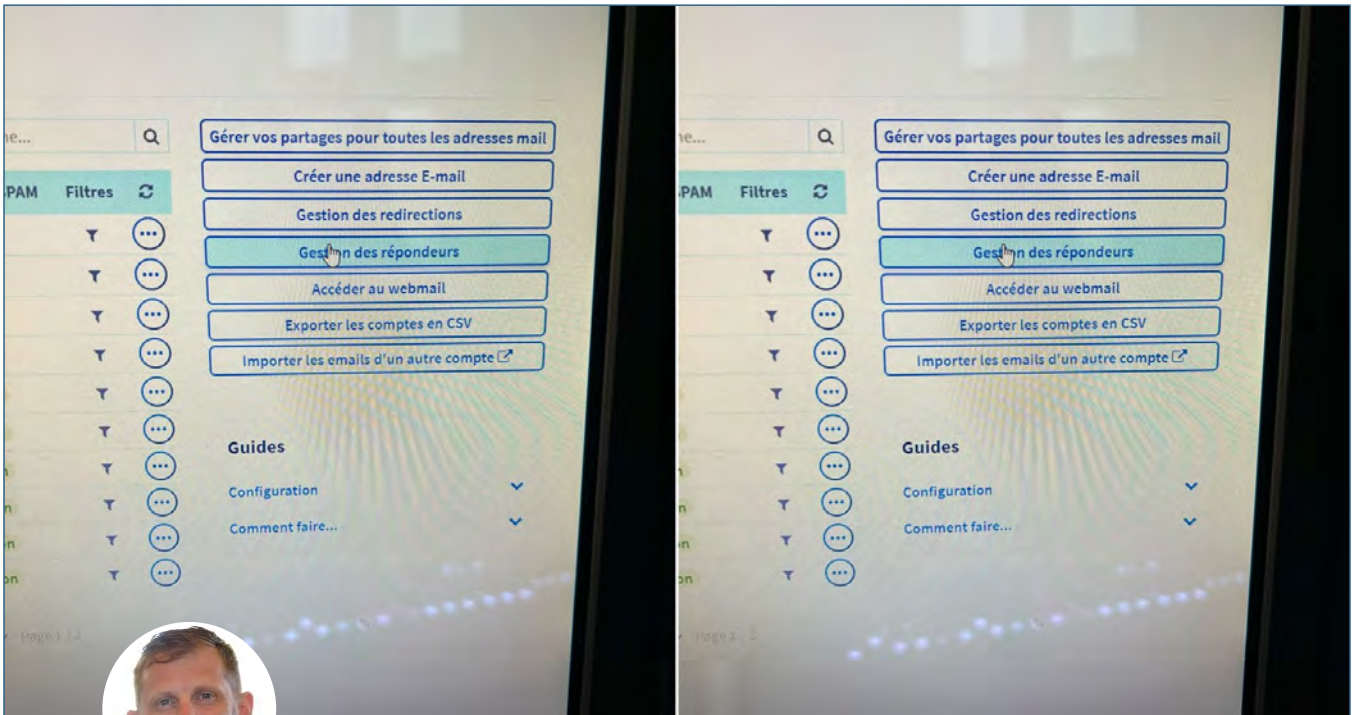 Gérer vos partages pour toutes les adresses mail
Créer une adresse E-mail
SPAM Filtres
Gestion des redirections
Gestion des répondeurs
Accéder au webmail
Exporter les comptes en CSV
Importer les emails d'un autre compte
Guides
Configuration
Comment faire...
Gérer vos partages pour toutes les adresses mail
Créer une adresse E-mail
SPAM Filtres
Gestion des redirections
Gestion des répondeurs
Accéder au webmail
Exporter les comptes en CSV
Importer les emails d'un autre compte
Guides
Configuration
Comment faire...